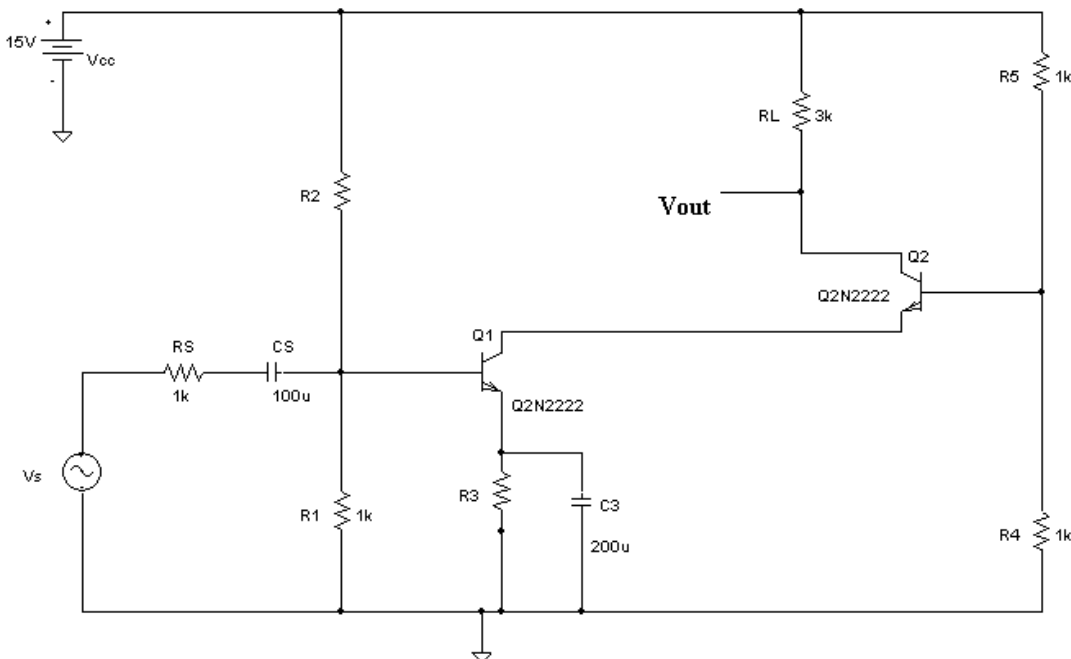 +
15V
Vcc
-
R5
1k
RL
3k
R2
Vout
Q2
Q2N2222
Q1
RS
CS
1k
100u
Q2N2222
Vs
R3
C3
R1
1k
200u
R4
1k